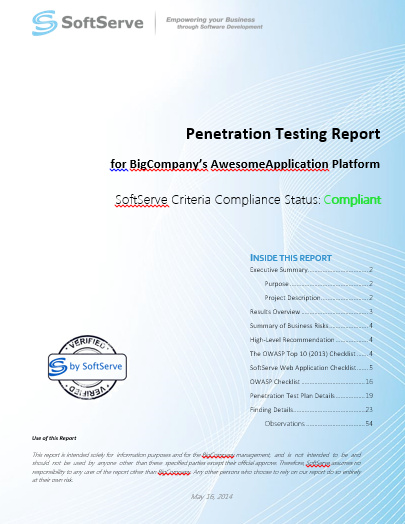 SoftServe
Empowering your Business
through Software Development
Penetration Testing Report
for BigCompany's AwesomeApplication Platform
SoftServe Criteria Compliance Status: Compliant
INSIDE THIS REPORT
Executive Summary 2
Purpose 2
Project Description 2
Results Overview 3
Summary of Business Risks 4
High-Level Recommendation 4
The OWASP Top 10 (2013) Checklist 4
SoftServe Web Application Checklist 5
OWASP Checklist 16
Penetration Test Plan Details 19
Finding Details 23
Observations 54
VERIFIED
by SoftServe
VERIFIED
Use of this Report
This report is intended solely for information purposes and for the BigCompany management, and is not intended to be and
should not be used by anyone other than these specified parties except their official approve. Therefore, SoftServe assumes no
responsibility to any user of the report other than BigCompany. Any other persons who choose to rely on our report do so entirely
at their own risk.
May 16, 2014